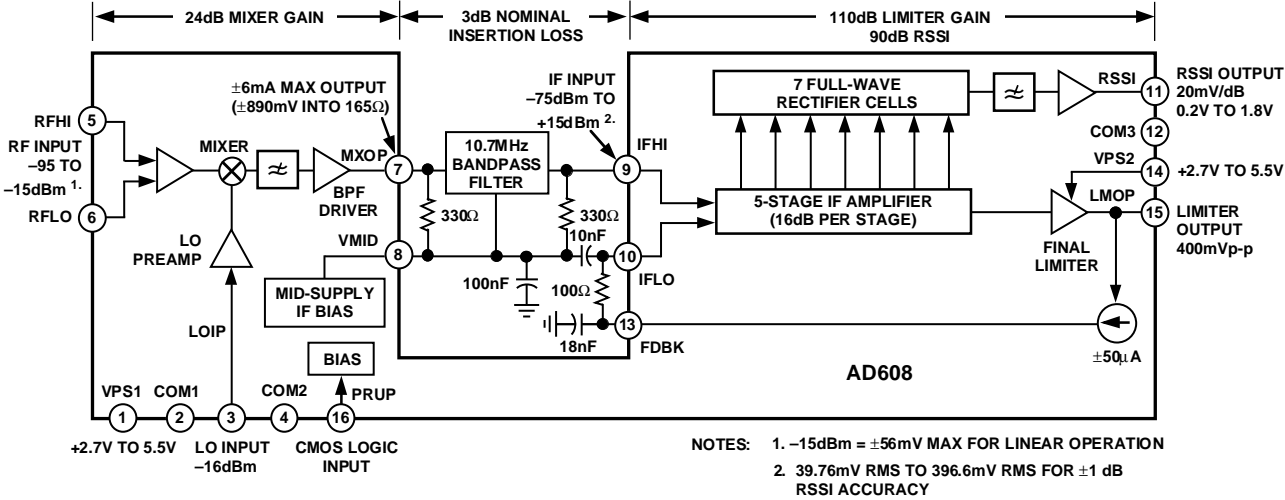 24dB MIXER GAIN
3dB NOMINAL
INSERTION LOSS
110dB LIMITER GAIN
90dB RSSI
±6mA MAX OUTPUT
(±890mV INTO 165Ω)
IF INPUT
–75dBm TO
+15dBm 2.
7 FULL-WAVE
RECTIFIER CELLS
RSSI
11
RSSI OUTPUT
20mV/dB
0.2V TO 1.8V
RFHI
5
RF INPUT
–95 TO
–15dBm 1.
RFLO
6
MIXER
MXOP
7
BPF
DRIVER
10.7MHz
BANDPASS
FILTER
IFHI
9
COM3
12
VPS2
14
+2.7V TO 5.5V
330Ω
330Ω
5-STAGE IF AMPLIFIER
(16dB PER STAGE)
LMOP
15
LIMITER
OUTPUT
400mVp-p
FINAL
LIMITER
LO
PREAMP
VMID
8
10nF
10
IFLO
MID-SUPPLY
IF BIAS
100nF
100Ω
LOIP
13
FDBK
18nF
±50μA
BIAS
PRUP
AD608
VPS1
COM1
COM2
1
2
3
4
16
+2.7V TO 5.5V
LO INPUT
–16dBm
CMOS LOGIC
INPUT
NOTES: 1. –15dBm = ±56mV MAX FOR LINEAR OPERATION
2. 39.76mV RMS TO 396.6mV RMS FOR ±1 dB
RSSI ACCURACY